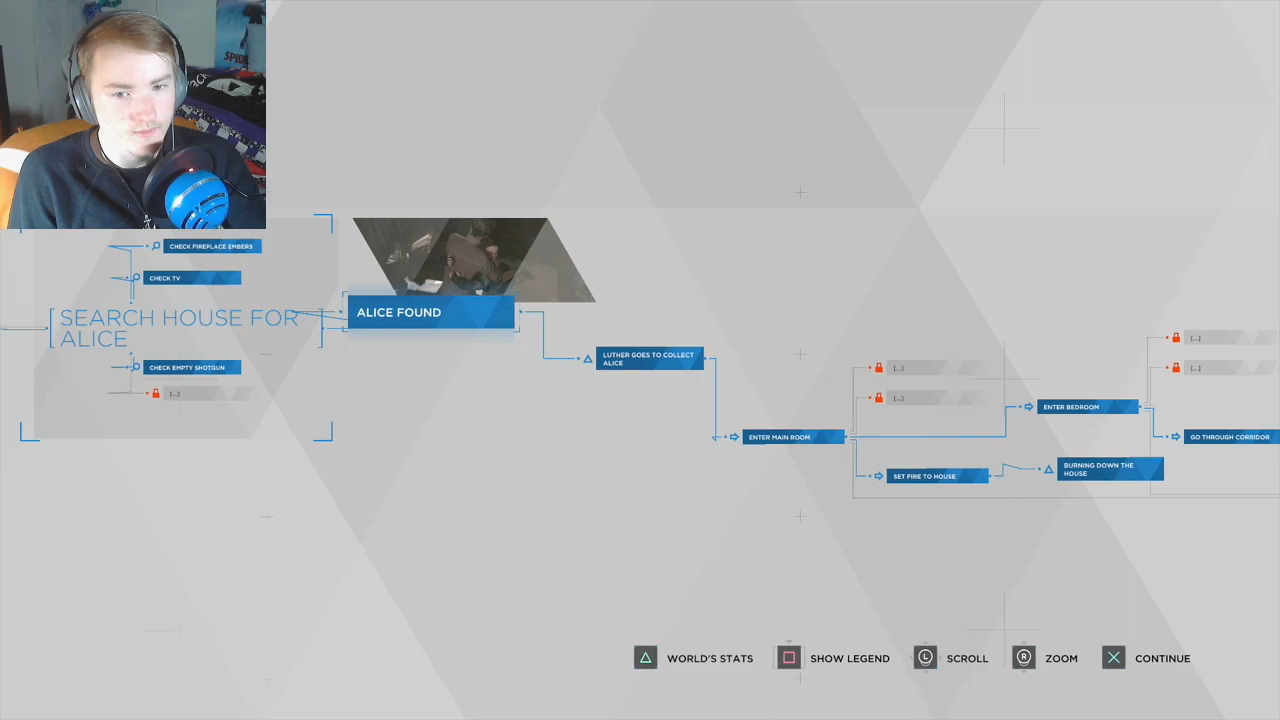 SPIDER
CHECK FIREPLACE EMBERS
CHECK TV
SEARCH HOUSE FOR
ALICE
CHECK EMPTY SHOTGUN
[...]
ALICE FOUND
LUTHER GOES TO COLLECT
ALICE
ENTER MAIN ROOM
[...]
[...]
SET FIRE TO HOUSE
ENTER BEDROOM
BURNING DOWN THE
HOUSE
[...]
[...]
GO THROUGH CORRIDOR
WORLD'S STATS
SHOW LEGEND
L
SCROLL
R
ZOOM
CONTINUE